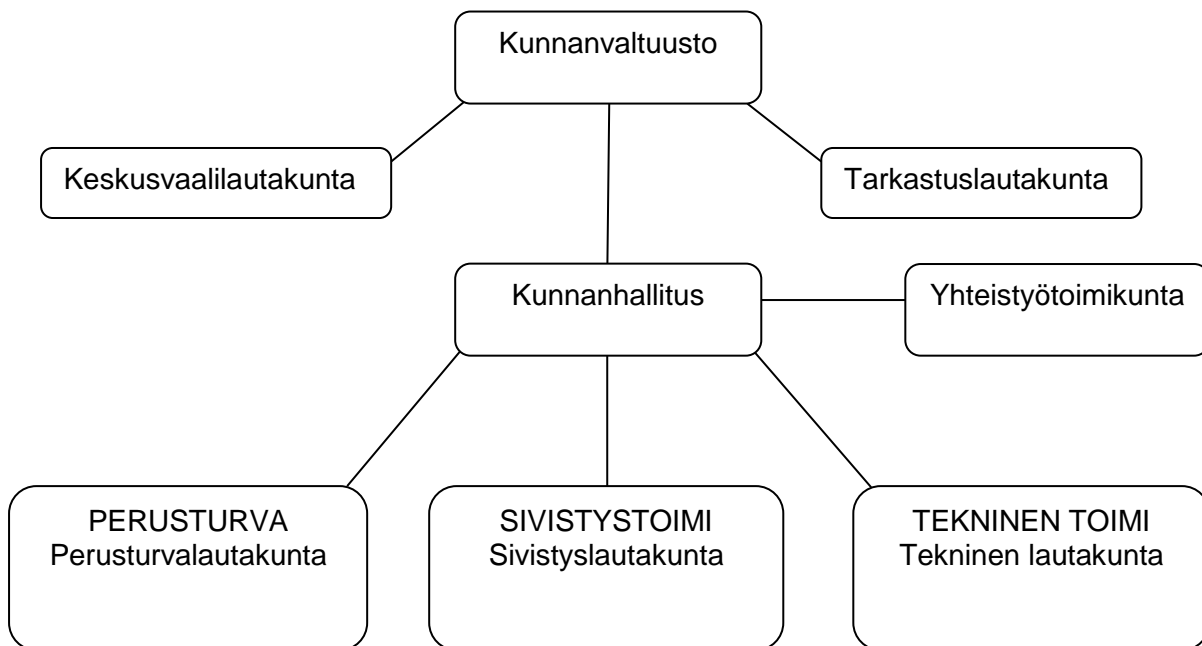 Kunnanvaltuusto
Keskusvaalilautakunta
Tarkastuslautakunta
Kunnanhallitus
Yhteistyötoimikunta
PERUSTURVA
Perusturvalautakunta
SIVISTYSTOIMI
Sivistyslautakunta
TEKNINEN TOIMI
Tekninen lautakunta